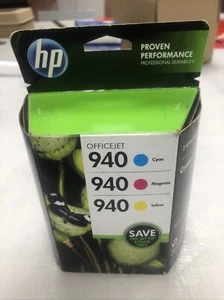 hp
PROVEN
PERFORMANCE
PROFESSIONAL DURABILITY
OFFICEJET
940 Cyan
940 Magenta
940 Yellow
SAVE